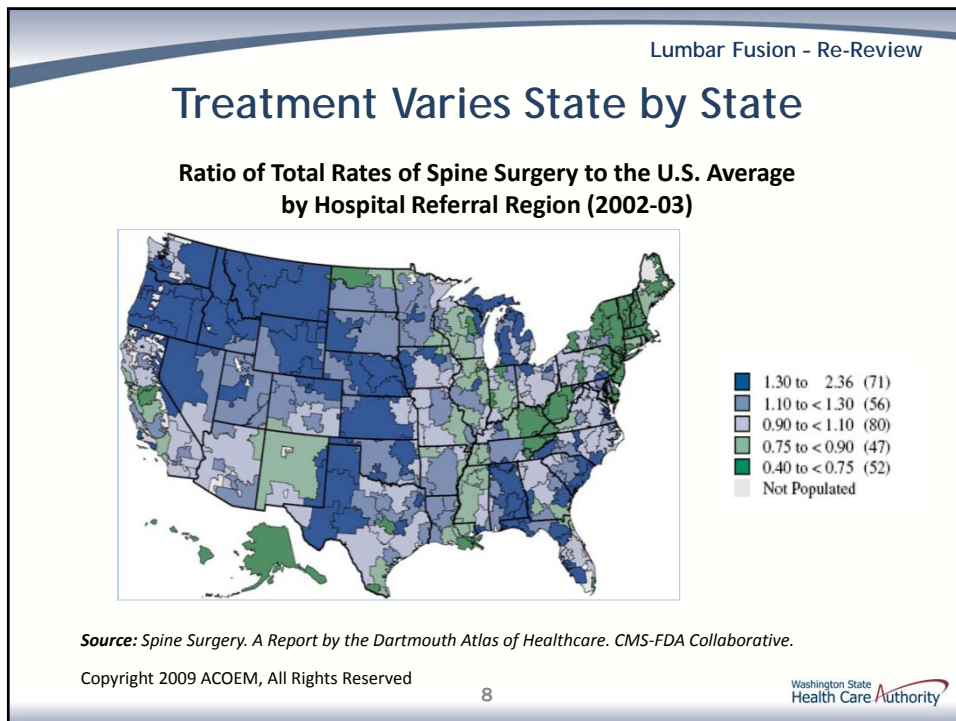 Lumbar Fusion - Re-Review
Treatment Varies State by State
Ratio of Total Rates of Spine Surgery to the U.S. Average
by Hospital Referral Region (2002-03)
1.30 to 2.36 (71)
1.10 to < 1.30 (56)
0.90 to < 1.10 (80)
0.75 to < 0.90 (47)
0.40 to < 0.75 (52)
Not Populated
Source: Spine Surgery. A Report by the Dartmouth Atlas of Healthcare. CMS-FDA Collaborative.
Copyright 2009 ACOEM, All Rights Reserved
8
Washington State
Health Care Authority